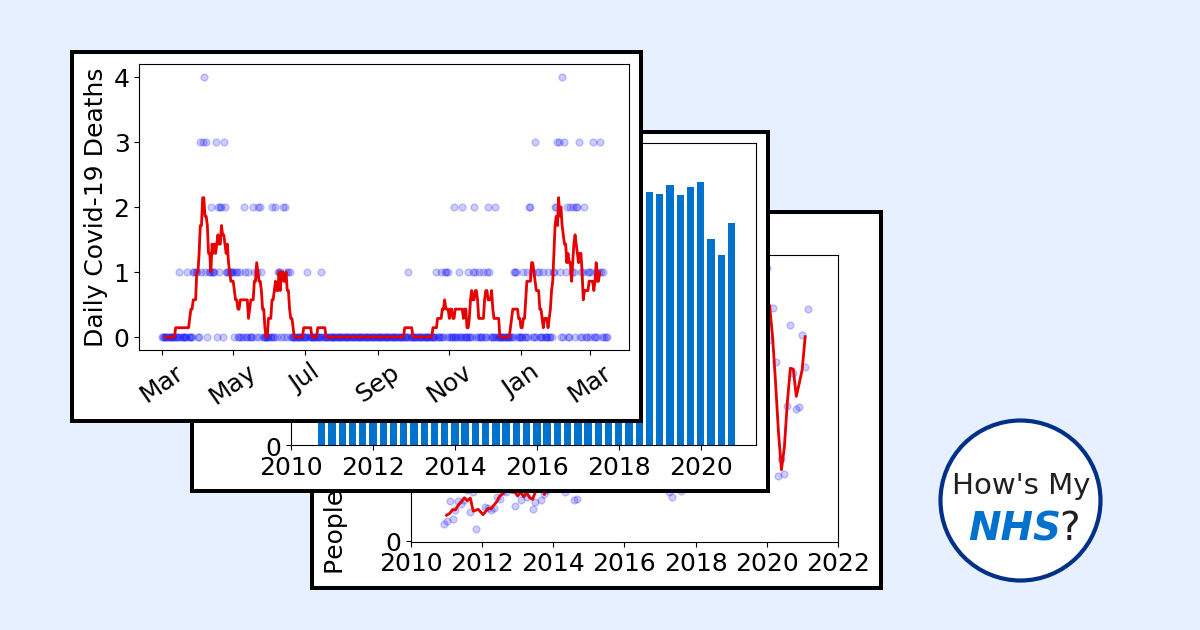 Daily Covid-19 Deaths
4
3
2
1
0
Mar May Jul Sep Nov Jan Mar
0
2010 2012 2014 2016 2018 2020
People
0
2010 2012 2014 2016 2018 2020 2022
How's My
NHS?